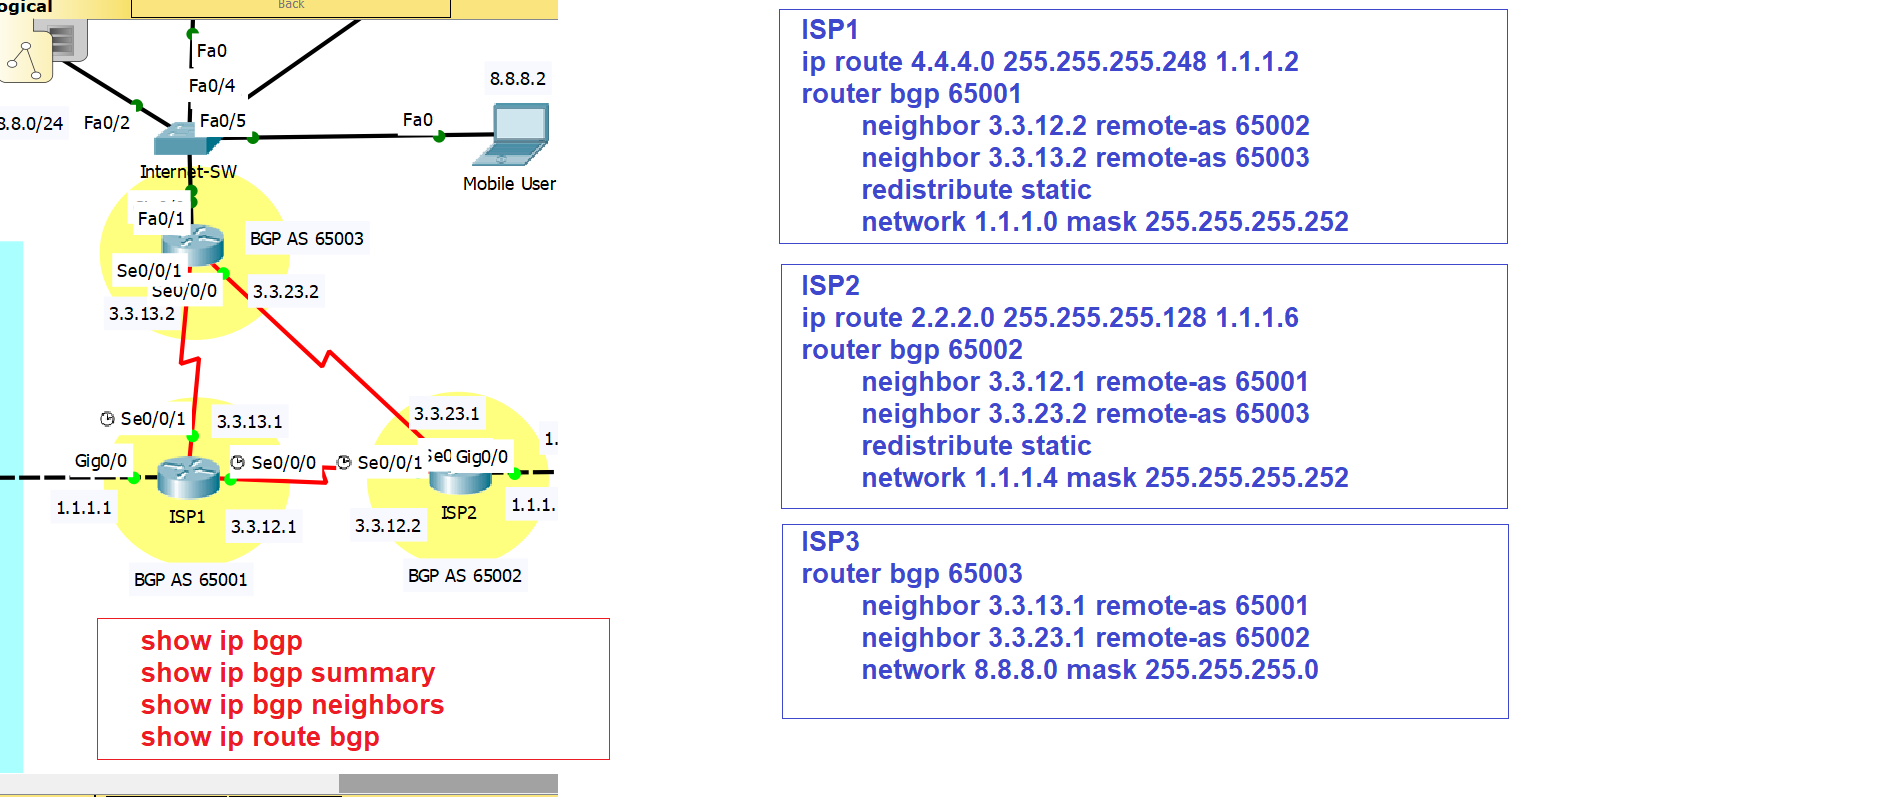 ogical
Back
Fa0
Fa0/4
8.8.8.2
8.8.0/24
Fa0/2
Fa0/5
Fa0
Internet-SW
Mobile User
Fa0/1
BGP AS 65003
Se0/0/1
Se0/0/0
3.3.23.2
3.3.13.2
3.3.23.1
Se0/0/1
3.3.13.1
1.
Gig0/0
Se0/0/0
Se0/0/1
Se0
Gig0/0
1.1.1.1
ISP1
3.3.12.1
3.3.12.2
ISP2
1.1.1.
BGP AS 65001
BGP AS 65002
show ip bgp
show ip bgp summary
show ip bgp neighbors
show ip route bgp
ISP1
ip route 4.4.4.0 255.255.255.248 1.1.1.2
router bgp 65001
neighbor 3.3.12.2 remote-as 65002
neighbor 3.3.13.2 remote-as 65003
redistribute static
network 1.1.1.0 mask 255.255.255.252
ISP2
ip route 2.2.2.0 255.255.255.128 1.1.1.6
router bgp 65002
neighbor 3.3.12.1 remote-as 65001
neighbor 3.3.23.2 remote-as 65003
redistribute static
network 1.1.1.4 mask 255.255.255.252
ISP3
router bgp 65003
neighbor 3.3.13.1 remote-as 65001
neighbor 3.3.23.1 remote-as 65002
network 8.8.8.0 mask 255.255.255.0